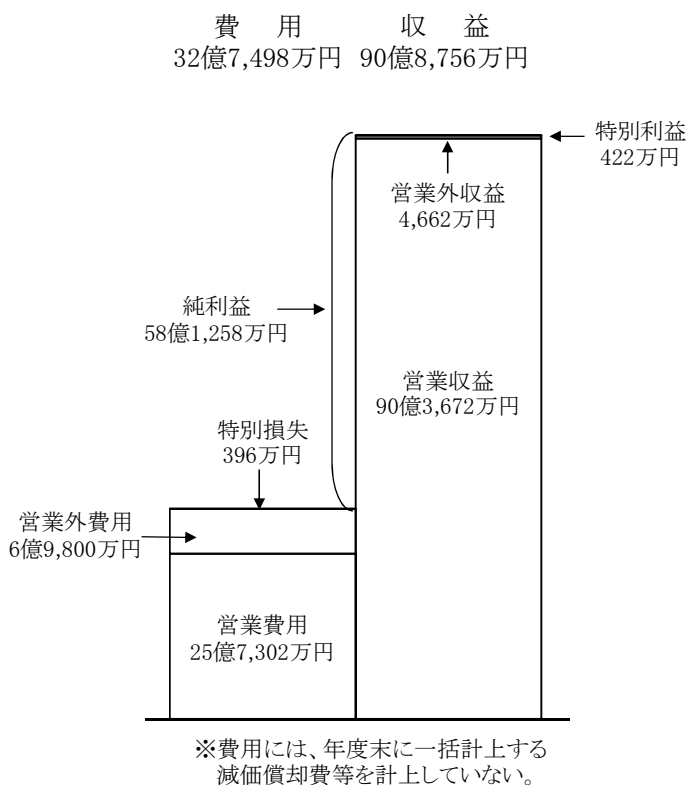 費 用 収 益
32億7,498万円 90億8,756万円
特別利益
422万円
営業外収益
4,662万円
純利益
58億1,258万円
営業収益
90億3,672万円
特別損失
396万円
営業外費用
6億9,800万円
営業費用
25億7,302万円
※費用には、年度末に一括計上する
減価償却費等を計上していない。